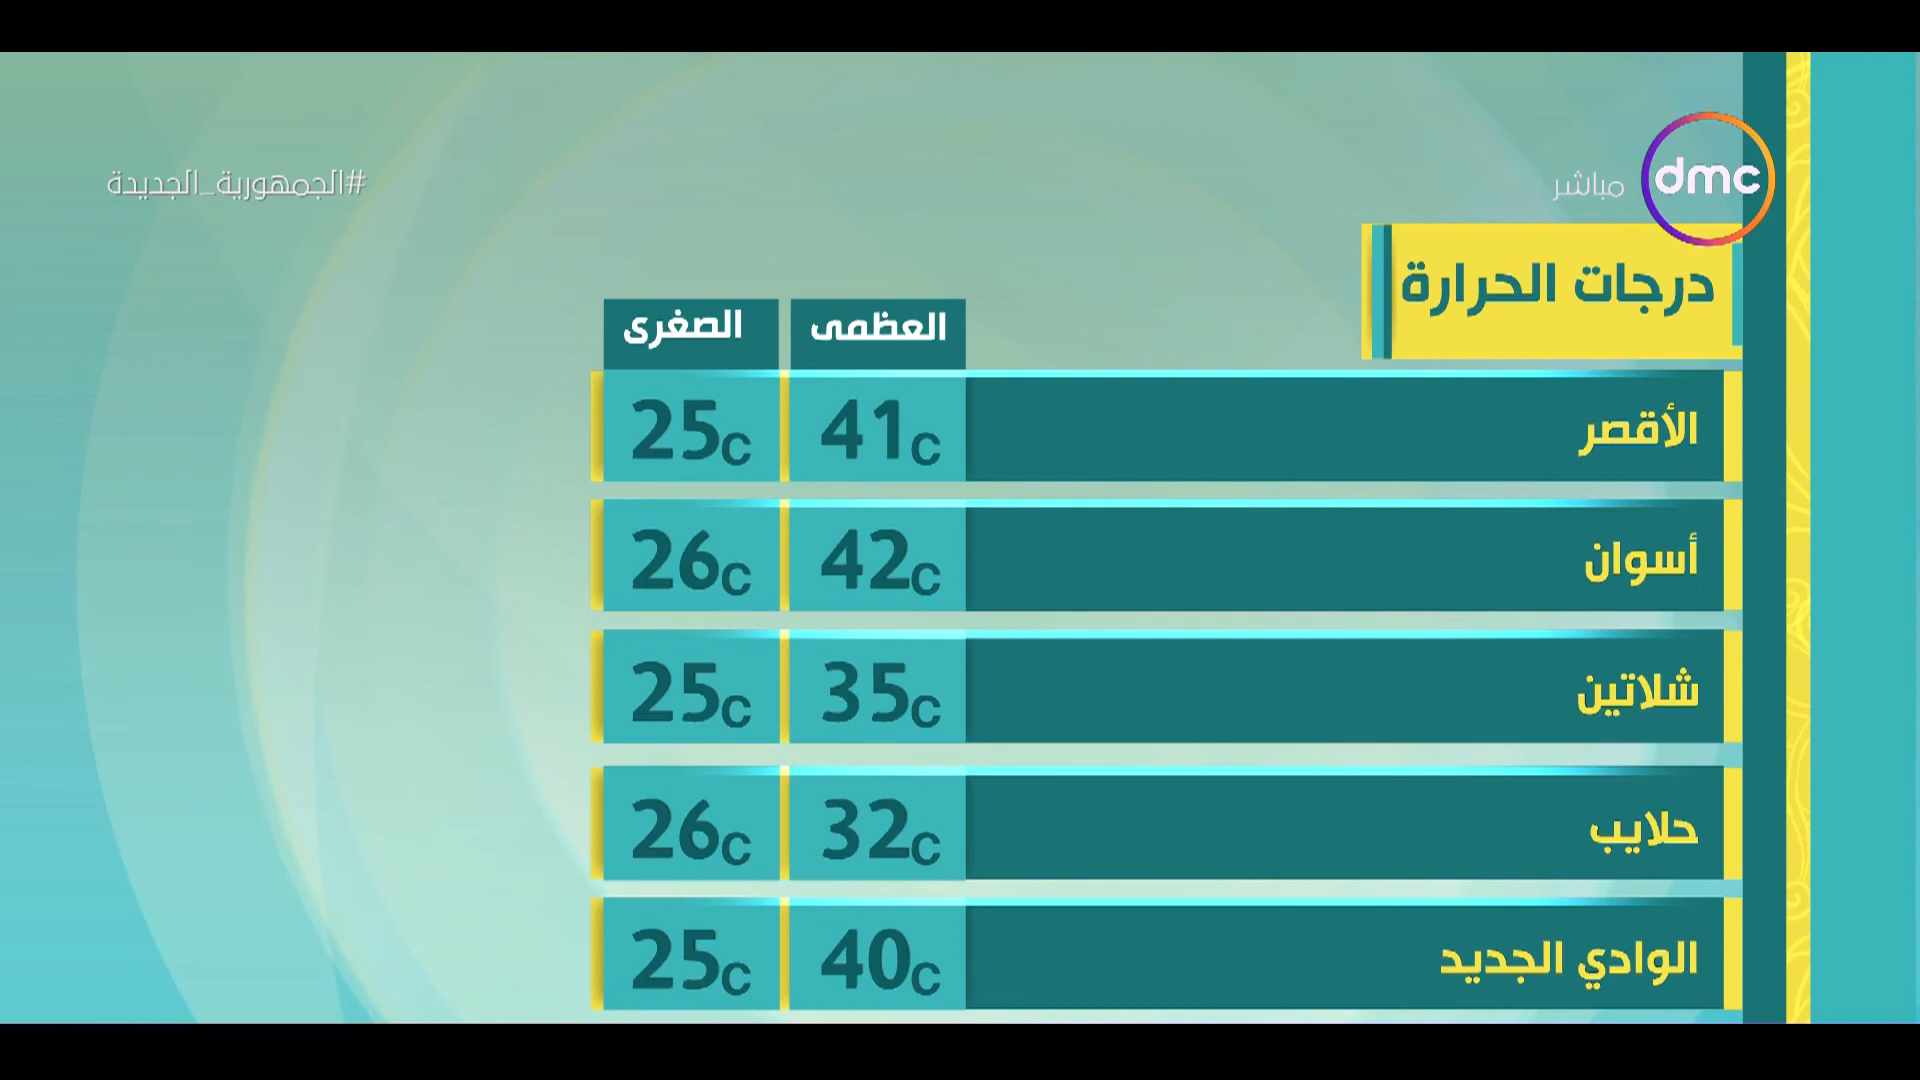 dmc مباشر
#الجمهورية_الجديدة
درجات الحرارة
العظمى الصغرى
الأقصر 41c 25c
أسوان 42c 26c
شلاتين 35c 25c
حلايب 32c 26c
الوادي الجديد 40c 25c